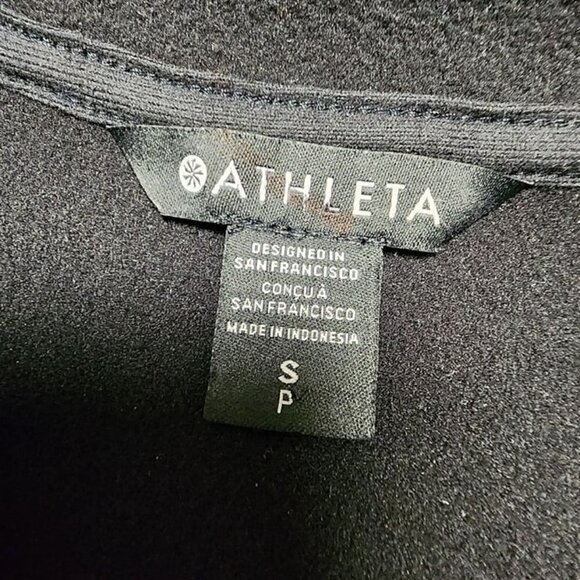 ATHLETA
DESIGNED IN
SAN FRANCISCO
CONÇU À
SAN FRANCISCO
MADE IN INDONESIA
S
P